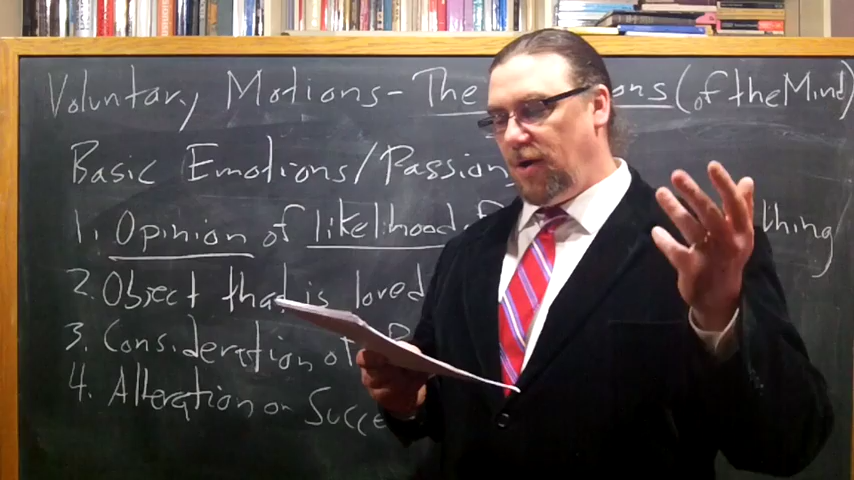 Voluntary Motions - The ons (of the Mind)
Basic Emotions/Passion
1. Opinion of likelihood thing/
2. Object that is loved
3. Consideration of
4. Alteration or Succe